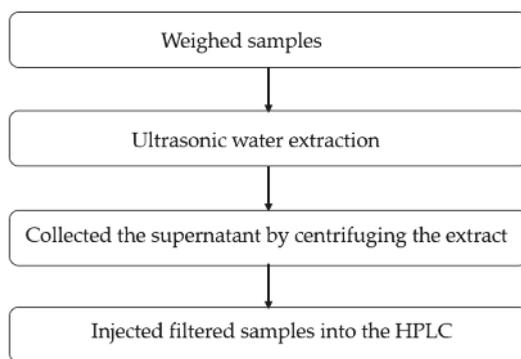 Weighed samples
Ultrasonic water extraction
Collected the supernatant by centrifuging the extract
Injected filtered samples into the HPLC